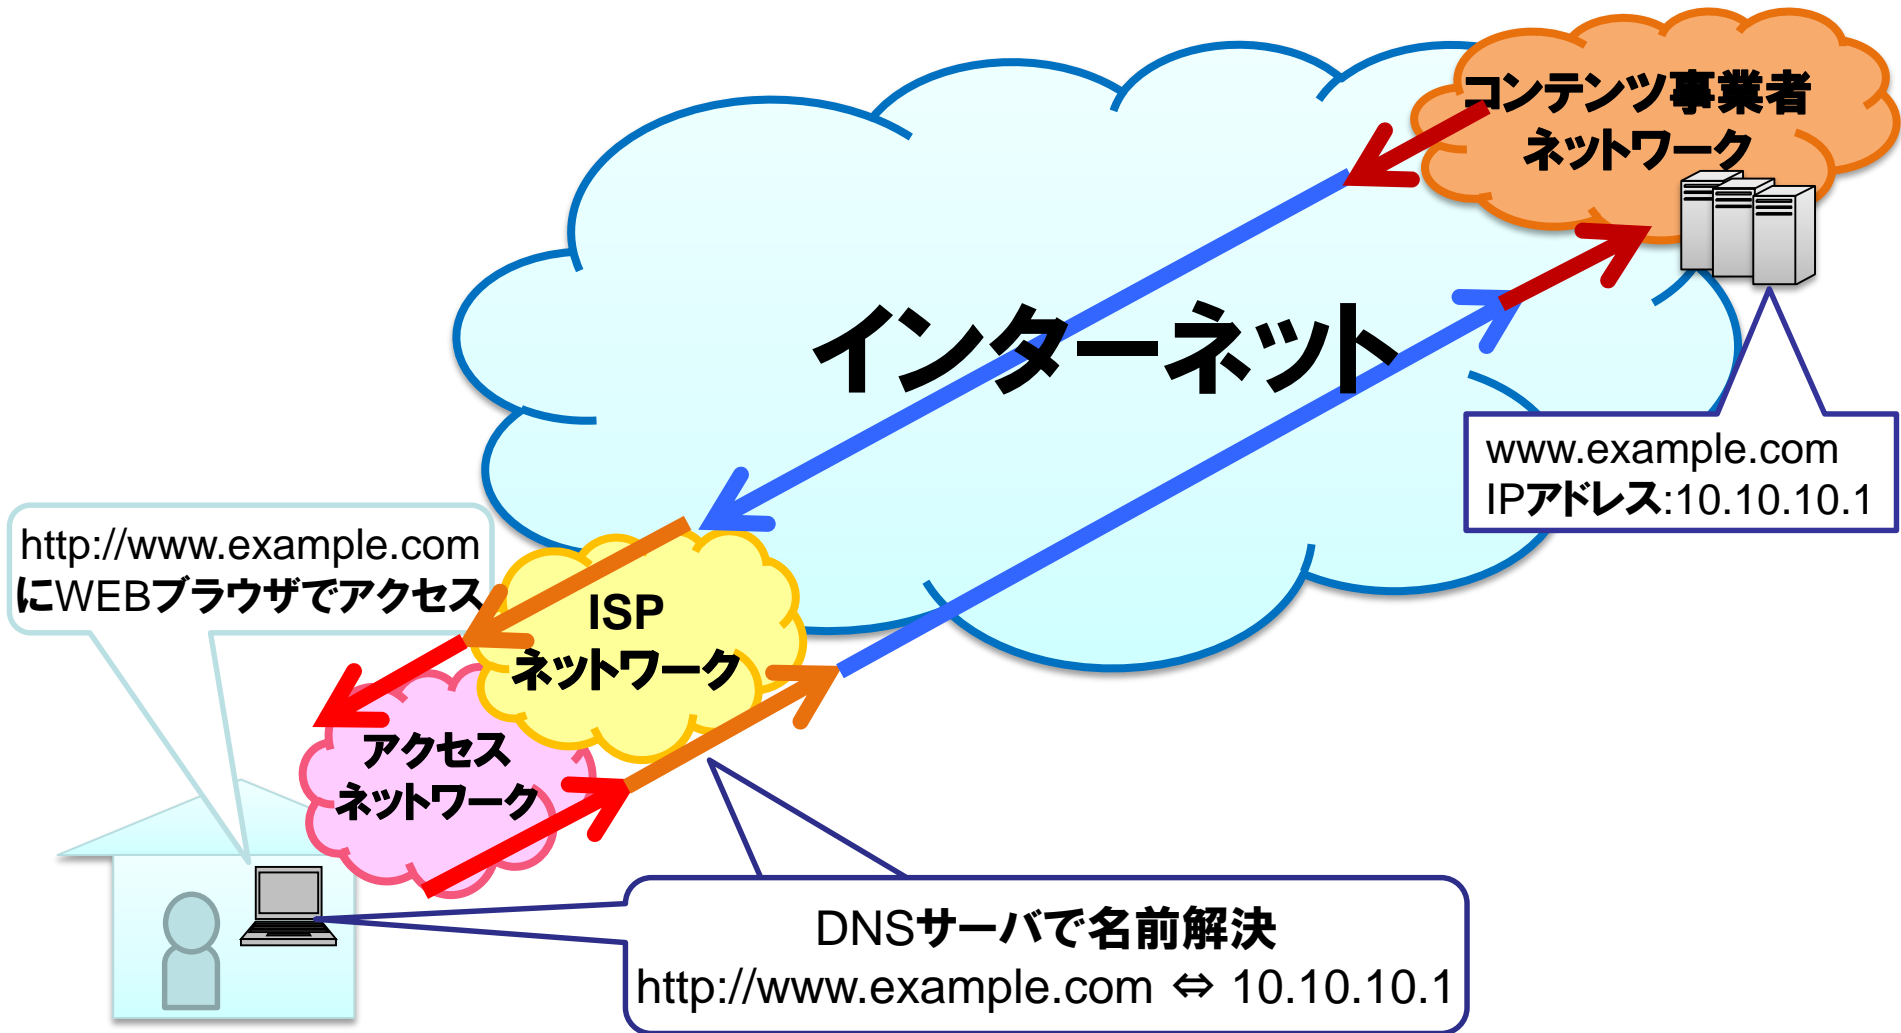 コンテンツ事業者
ネットワーク
インターネット
www.example.com
IPアドレス:10.10.10.1
http://www.example.com
にWEBブラウザでアクセス
ISP
ネットワーク
アクセス
ネットワーク
DNSサーバで名前解決
http://www.example.com ⇔ 10.10.10.1